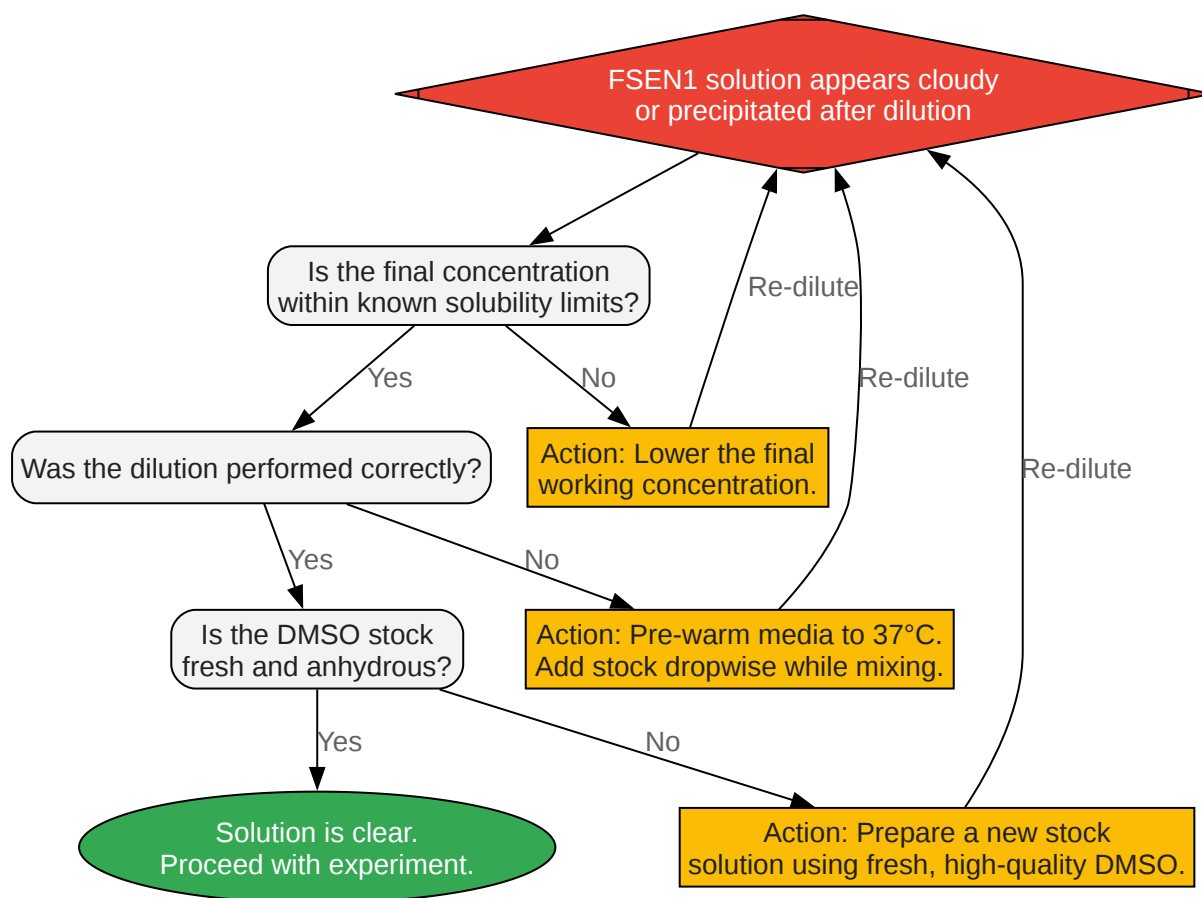 FSEN1 solution appears cloudy
or precipitated after dilution
Is the final concentration
within known solubility limits?
Re-dilute
Yes
No
Re-dilute
Was the dilution performed correctly?
Action: Lower the final
working concentration.
Re-dilute
Yes
No
Is the DMSO stock
fresh and anhydrous?
Action: Pre-warm media to 37°C.
Add stock dropwise while mixing.
Yes
No
Solution is clear.
Proceed with experiment.
Action: Prepare a new stock
solution using fresh, high-quality DMSO.